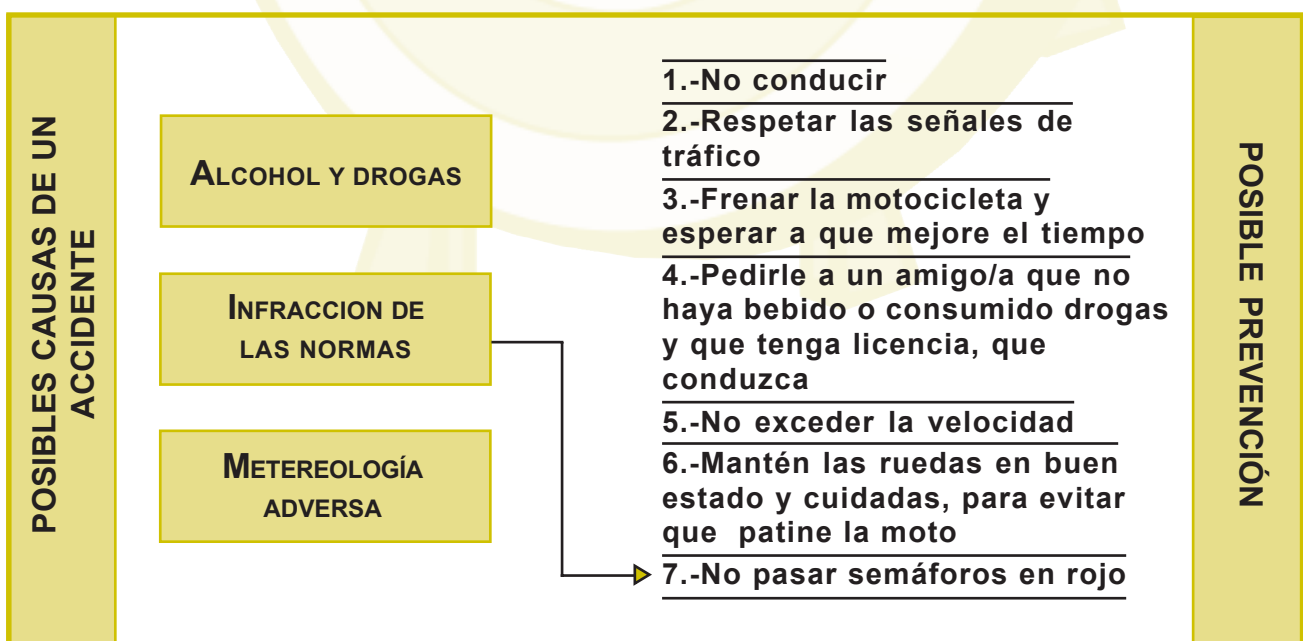 POSIBLES CAUSAS DE UN
ACCIDENTE
ALCOHOL Y DROGAS
INFRACCION DE
LAS NORMAS
METEREOLOGÍA
ADVERSA
1.-No conducir
2.-Respetar las señales de
tráfico
3.-Frenar la motocicleta y
esperar a que mejore el tiempo
4.-Pedirle a un amigo/a que no
haya bebido o consumido drogas
y que tenga licencia, que
conduzca
5.-No exceder la velocidad
6.-Mantén las ruedas en buen
estado y cuidadas, para evitar
que patine la moto
7.-No pasar semáforos en rojo
POSIBLE PREVENCIÓN